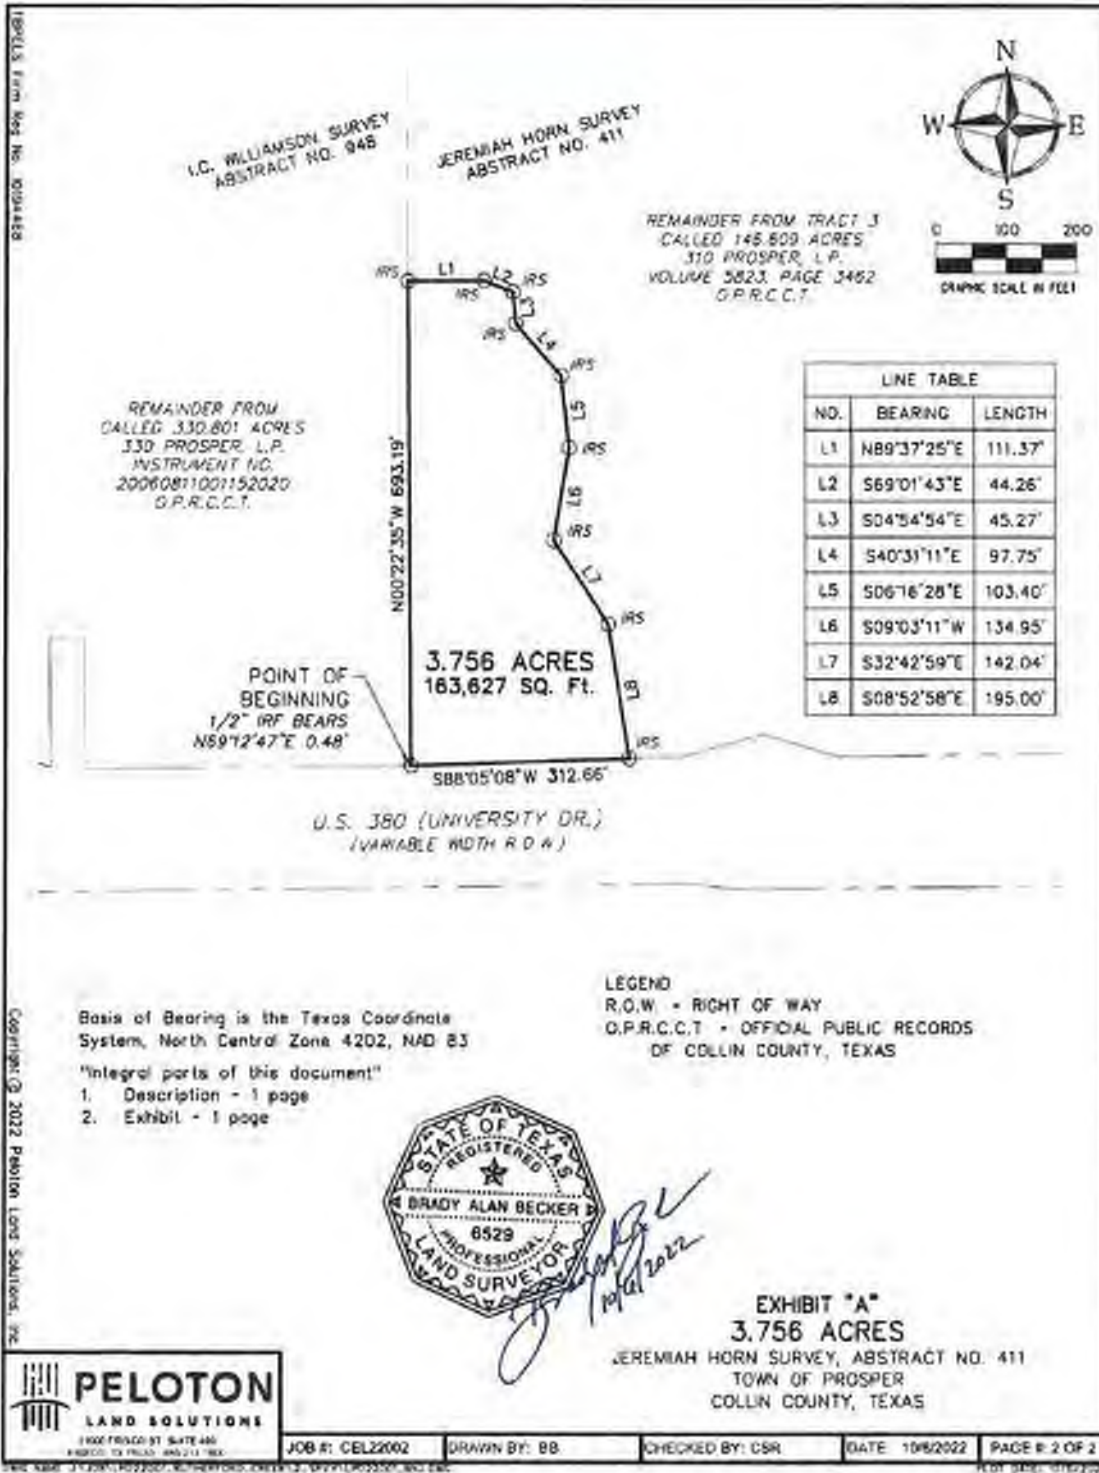 N
W E
S
0 100 200
GRAPHIC SCALE IN FEET
I.C. WILLIAMSON SURVEY
ABSTRACT NO. 948
JEREMIAH HORN SURVEY
ABSTRACT NO. 411
REMAINDER FROM TRACT 3
CALLED 146.609 ACRES
310 PROSPER, L.P.
VOLUME 5823, PAGE 3462
O.P.R.C.C.T.
IRS L1 IRS L2 IRS
L3
IRS L4 IRS
L5
IRS
L6
IRS
L7
IRS
L8
IRS
REMAINDER FROM
CALLED 330.801 ACRES
330 PROSPER, L.P.
INSTRUMENT NO.
20060811001152020
O.P.R.C.C.T.
N00°22'35"W 693.19'
LINE TABLE
NO. BEARING LENGTH
L1 N89°37'25"E 111.37'
L2 S69°01'43"E 44.26'
L3 S04°54'54"E 45.27'
L4 S40°31'11"E 97.75'
L5 S06°16'28"E 103.40'
L6 S09°03'11"W 134.95'
L7 S32°42'59"E 142.04'
L8 S08°52'58"E 195.00'
3.756 ACRES
163,627 SQ. Ft.
POINT OF
BEGINNING
1/2" IRF BEARS
N69°12'47"E 0.48'
S88°05'08"W 312.66'
U.S. 380 (UNIVERSITY DR.)
(VARIABLE WIDTH R.O.W.)
LEGEND
R.O.W. = RIGHT OF WAY
O.P.R.C.C.T = OFFICIAL PUBLIC RECORDS
OF COLLIN COUNTY, TEXAS
Basis of Bearing is the Texas Coordinate
System, North Central Zone 4202, NAD 83
"Integral parts of this document"
1. Description - 1 page
2. Exhibit - 1 page
STATE OF TEXAS
REGISTERED
BRADY ALAN BECKER
6529
PROFESSIONAL
LAND SURVEYOR
10/6/2022
EXHIBIT "A"
3.756 ACRES
JEREMIAH HORN SURVEY, ABSTRACT NO. 411
TOWN OF PROSPER
COLLIN COUNTY, TEXAS
TBPELS Firm Reg No. 10194468
Copyright @ 2022 Peloton Land Solutions, Inc.
PELOTON
LAND SOLUTIONS
JOB #: CEL22002 DRAWN BY: BB CHECKED BY: CSR DATE 10/6/2022 PAGE #: 2 OF 2